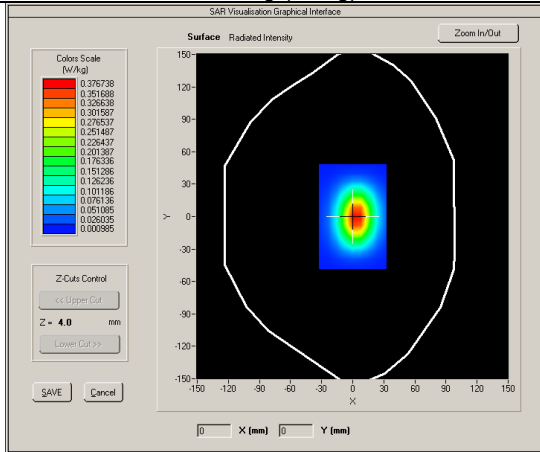 SAR Visualisation Graphical Interface
Surface Radiated Intensity
Zoom In/Out
Colors Scale
(W/kg)
0.376738
0.351688
0.326638
0.301587
0.276537
0.251487
0.226437
0.201387
0.176336
0.151286
0.126236
0.101186
0.076136
0.051085
0.026035
0.000985
Z-Cuts Control
<< Upper Cut
Z = 4.0 mm
Lower Cut >>
SAVE Cancel
150
120
90
60
30
0
-30
-60
-90
-120
-150
Y
-150 -120 -90 -60 -30 0 30 60 90 120 150
X
0 X (mm) 0 Y (mm)